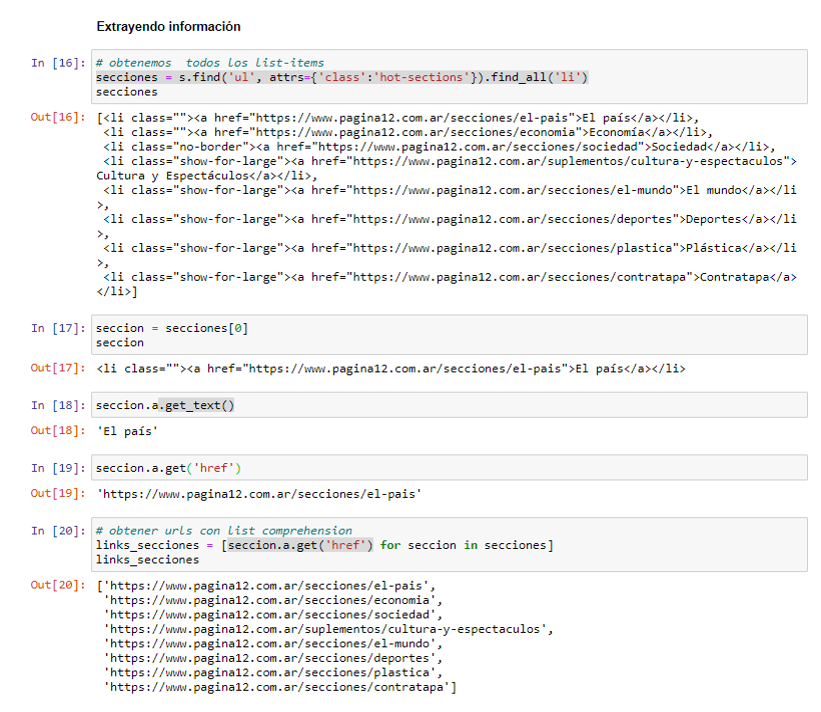 Extrayendo información
In [16]: # obtenemos  todos los list-items
secciones = s.find('ul', attrs={'class':'hot-sections'}).find_all('li')
secciones
Out[16]: [<li class=""><a href="https://www.pagina12.com.ar/secciones/el-pais">El país</a></li>,
 <li class=""><a href="https://www.pagina12.com.ar/secciones/economia">Economía</a></li>,
 <li class="no-border"><a href="https://www.pagina12.com.ar/secciones/sociedad">Sociedad</a></li>,
 <li class="show-for-large"><a href="https://www.pagina12.com.ar/suplementos/cultura-y-espectaculos">
Cultura y Espectáculos</a></li>,
 <li class="show-for-large"><a href="https://www.pagina12.com.ar/secciones/el-mundo">El mundo</a></li
>,
 <li class="show-for-large"><a href="https://www.pagina12.com.ar/secciones/deportes">Deportes</a></li
>,
 <li class="show-for-large"><a href="https://www.pagina12.com.ar/secciones/plastica">Plástica</a></li
>,
 <li class="show-for-large"><a href="https://www.pagina12.com.ar/secciones/contratapa">Contratapa</a>
</li>]
In [17]: seccion = secciones[0]
seccion
Out[17]: <li class=""><a href="https://www.pagina12.com.ar/secciones/el-pais">El país</a></li>
In [18]: seccion.a.get_text()
Out[18]: 'El país'
In [19]: seccion.a.get('href')
Out[19]: 'https://www.pagina12.com.ar/secciones/el-pais'
In [20]: # obtener urls con list comprehension
links_secciones = [seccion.a.get('href') for seccion in secciones]
links_secciones
Out[20]: ['https://www.pagina12.com.ar/secciones/el-pais',
 'https://www.pagina12.com.ar/secciones/economia',
 'https://www.pagina12.com.ar/secciones/sociedad',
 'https://www.pagina12.com.ar/suplementos/cultura-y-espectaculos',
 'https://www.pagina12.com.ar/secciones/el-mundo',
 'https://www.pagina12.com.ar/secciones/deportes',
 'https://www.pagina12.com.ar/secciones/plastica',
 'https://www.pagina12.com.ar/secciones/contratapa']